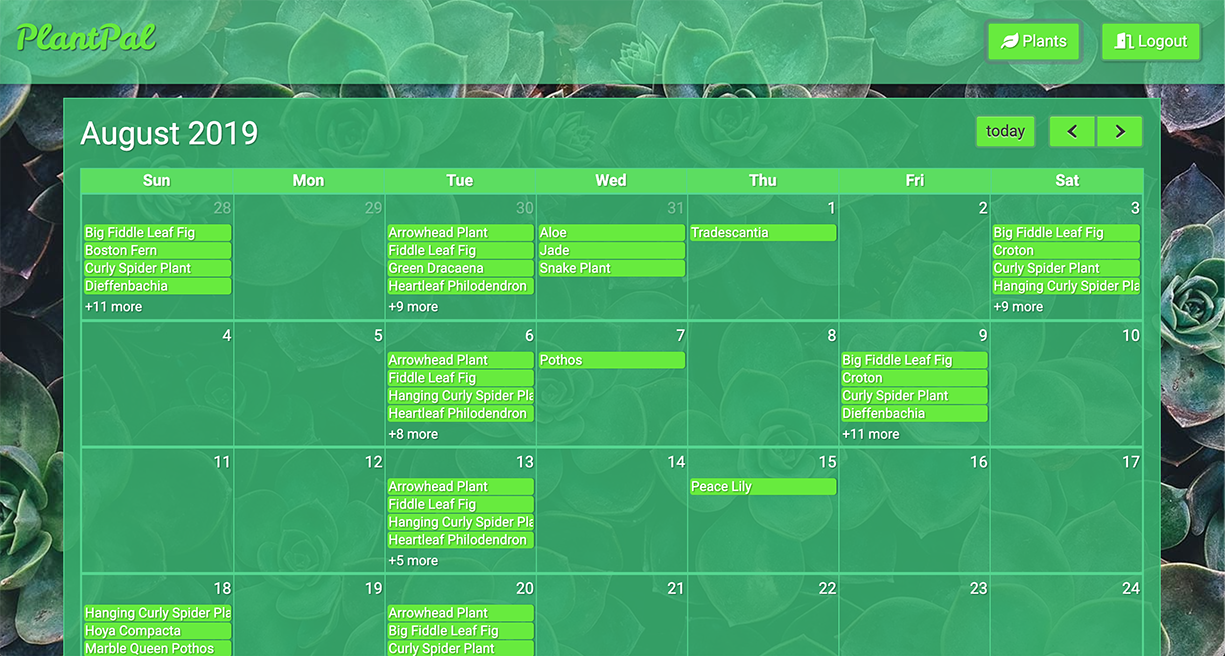 PlantPal
Plants
Logout
August 2019
today
Sun Mon Tue Wed Thu Fri Sat
28 29 30 31 1 2 3
Big Fiddle Leaf Fig Arrowhead Plant Aloe Tradescantia Big Fiddle Leaf Fig
Boston Fern Fiddle Leaf Fig Jade Croton
Curly Spider Plant Green Dracaena Snake Plant Curly Spider Plant
Dieffenbachia Heartleaf Philodendron Hanging Curly Spider Pla
+11 more +9 more +9 more
4 5 6 7 8 9 10
Arrowhead Plant Pothos Big Fiddle Leaf Fig
Fiddle Leaf Fig Croton
Hanging Curly Spider Pla Curly Spider Plant
Heartleaf Philodendron Dieffenbachia
+8 more +11 more
11 12 13 14 15 16 17
Arrowhead Plant Peace Lily
Fiddle Leaf Fig
Hanging Curly Spider Pla
Heartleaf Philodendron
+5 more
18 19 20 21 22 23 24
Hanging Curly Spider Pla Arrowhead Plant
Hoya Compacta Big Fiddle Leaf Fig
Marble Queen Pothos Curly Spider Plant